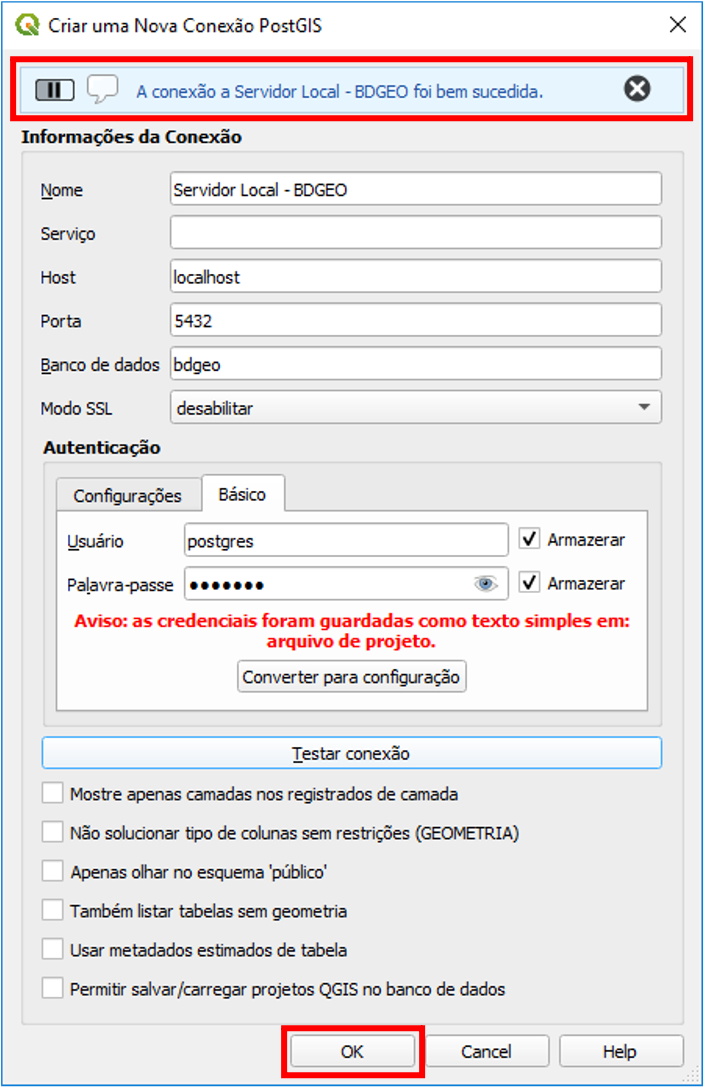 Criar uma Nova Conexão PostGIS
A conexão a Servidor Local - BDGEO foi bem sucedida.
Informações da Conexão
Nome Servidor Local - BDGEO
Serviço
Host localhost
Porta 5432
Banco de dados bdgeo
Modo SSL desabilitar
Autenticação
Configurações Básico
Usuário postgres Armazerar
Palavra-passe ●●●●●●● Armazerar
Aviso: as credenciais foram guardadas como texto simples em:
arquivo de projeto.
Converter para configuração
Testar conexão
Mostre apenas camadas nos registrados de camada
Não solucionar tipo de colunas sem restrições (GEOMETRIA)
Apenas olhar no esquema 'público'
Também listar tabelas sem geometria
Usar metadados estimados de tabela
Permitir salvar/carregar projetos QGIS no banco de dados
OK Cancel Help